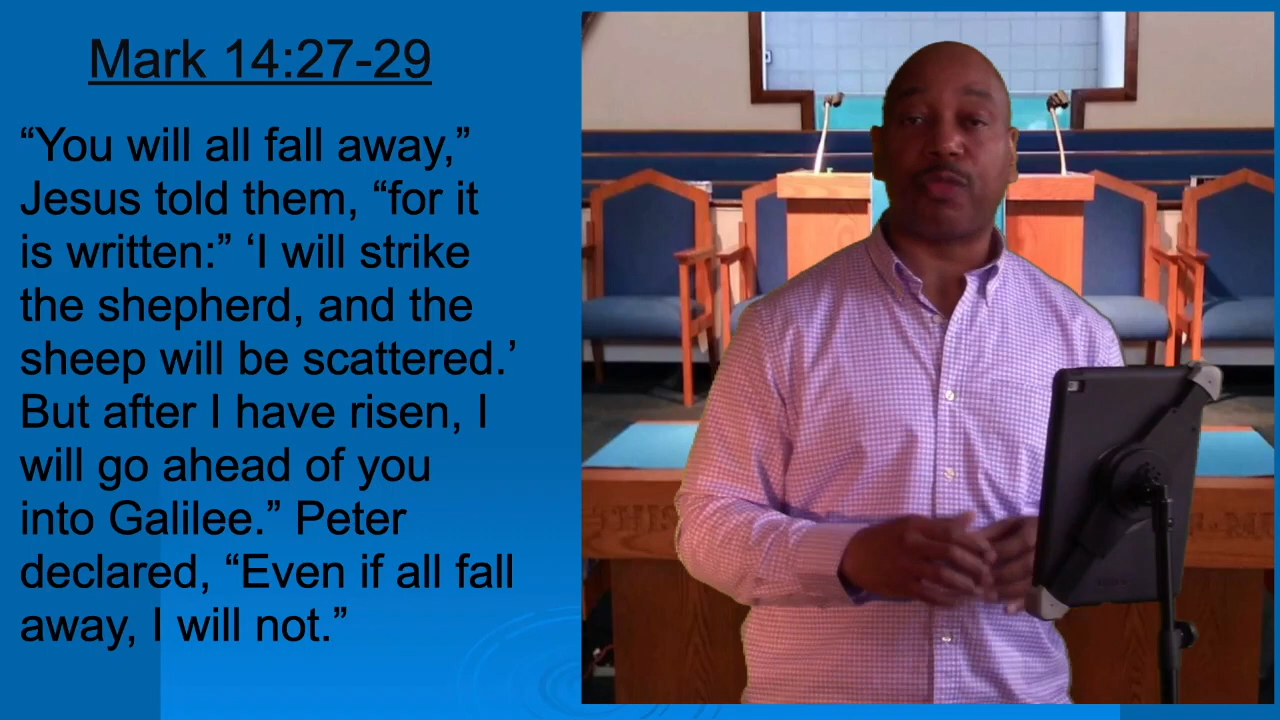 Mark 14:27-29
“You will all fall away,”
Jesus told them, “for it
is written:” ‘I will strike
the shepherd, and the
sheep will be scattered.’
But after I have risen, I
will go ahead of you
into Galilee.” Peter
declared, “Even if all fall
away, I will not.”
THIS